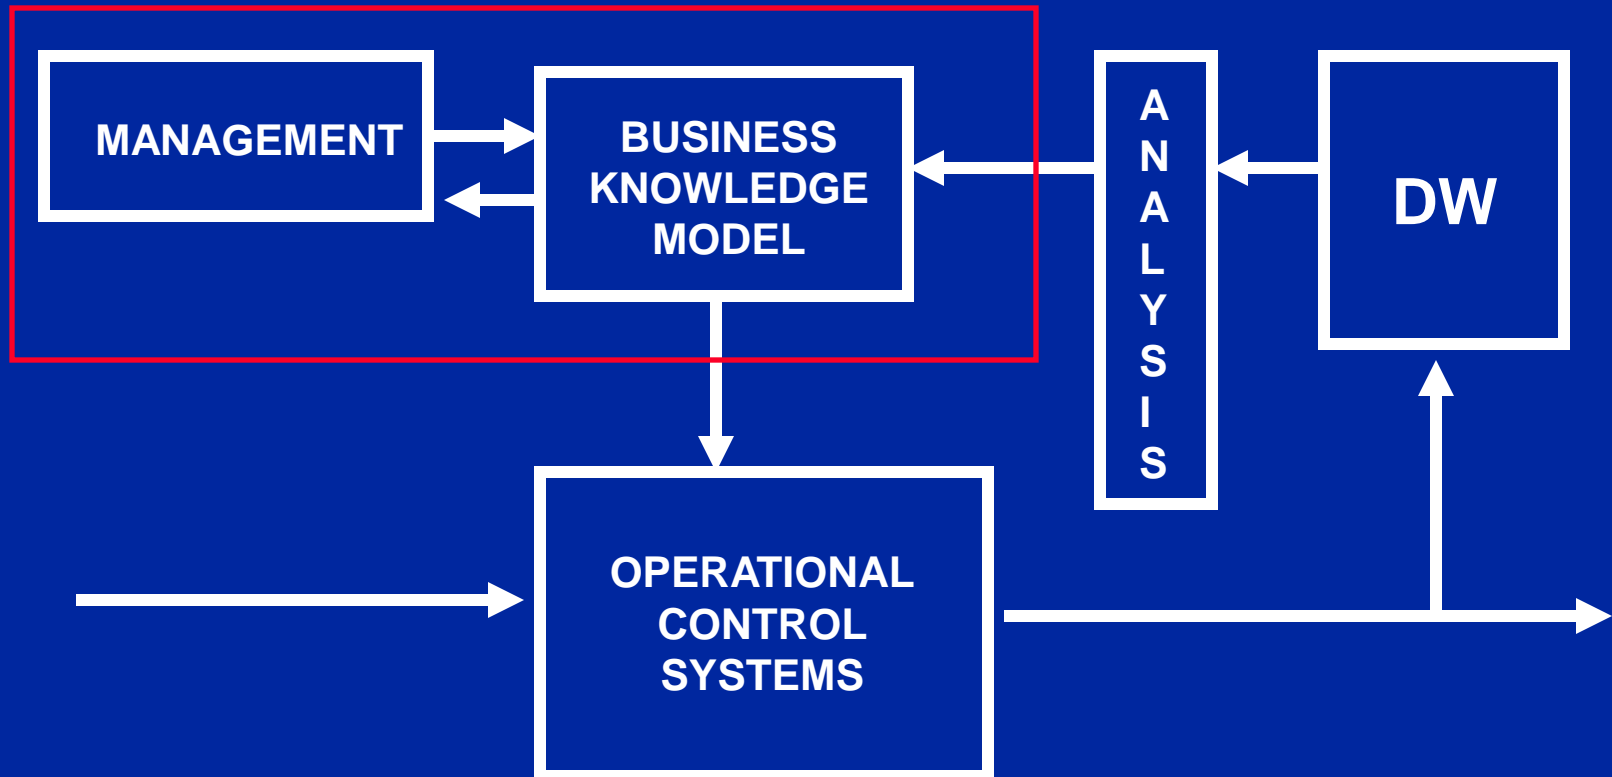 MANAGEMENT
BUSINESS
KNOWLEDGE
MODEL
A
N
A
L
Y
S
I
S
DW
OPERATIONAL
CONTROL
SYSTEMS